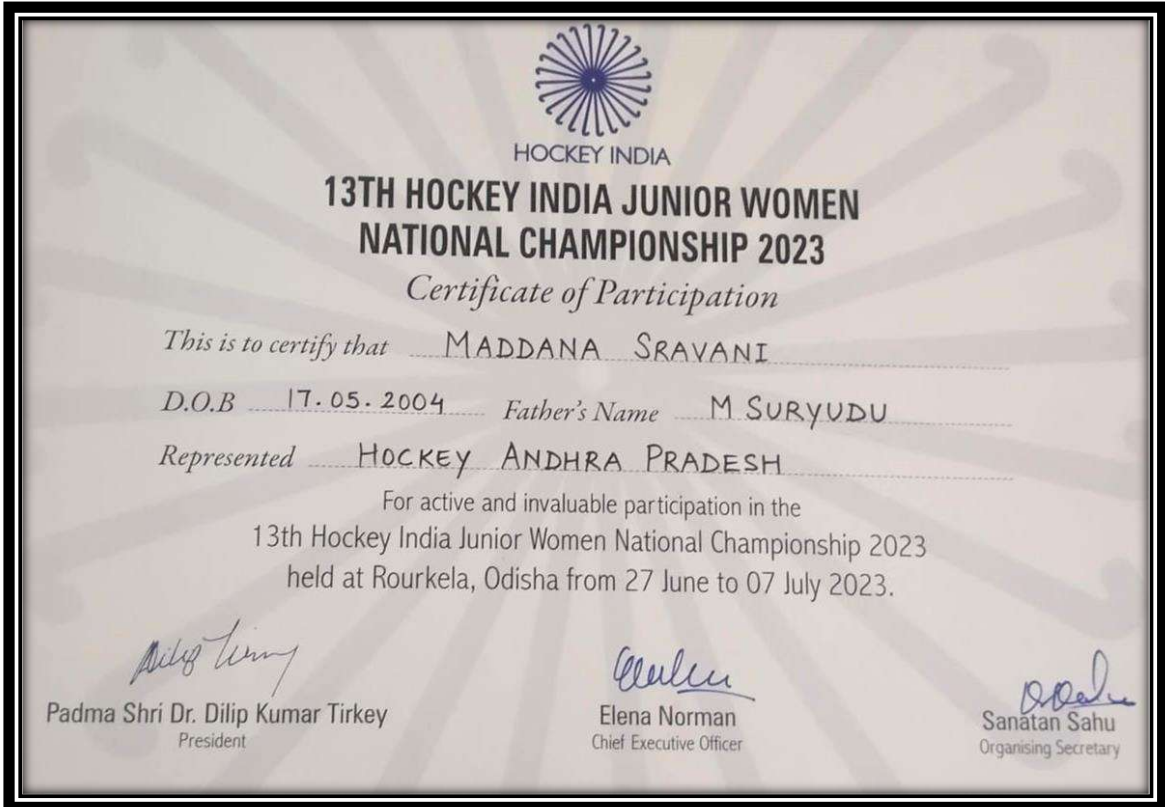 HOCKEY INDIA
13TH HOCKEY INDIA JUNIOR WOMEN
NATIONAL CHAMPIONSHIP 2023
Certificate of Participation
This is to certify that MADDANA SRAVANI
D.O.B 17.05.2004 Father's Name M SURYUDU
Represented HOCKEY ANDHRA PRADESH
For active and invaluable participation in the
13th Hockey India Junior Women National Championship 2023
held at Rourkela, Odisha from 27 June to 07 July 2023.
Padma Shri Dr. Dilip Kumar Tirkey Elena Norman Sanatan Sahu
President Chief Executive Officer Organising Secretary